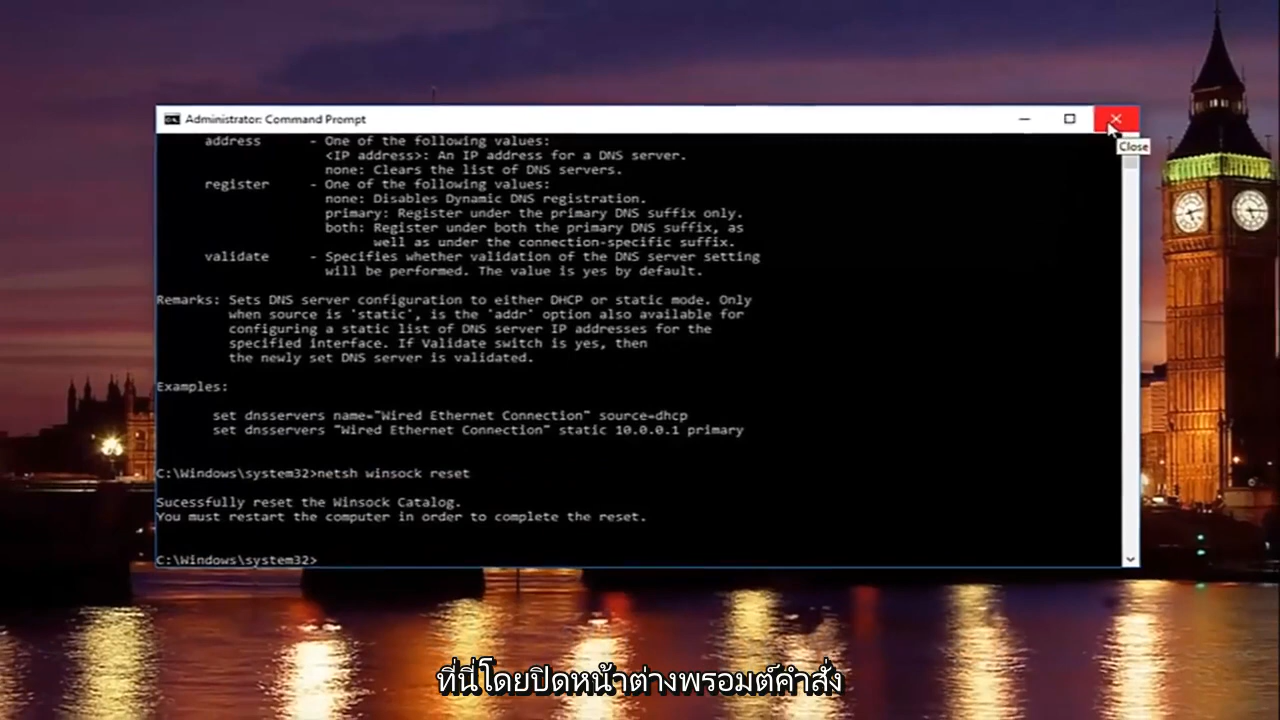 Administrator: Command Prompt
Close
address - One of the following values:
<IP address>: An IP address for a DNS server.
none: Clears the list of DNS servers.
register - One of the following values:
none: Disables Dynamic DNS registration.
primary: Register under the primary DNS suffix only.
both: Register under both the primary DNS suffix, as
well as under the connection-specific suffix.
validate - Specifies whether validation of the DNS server setting
will be performed. The value is yes by default.
Remarks: Sets DNS server configuration to either DHCP or static mode. Only
when source is 'static', is the 'addr' option also available for
configuring a static list of DNS server IP addresses for the
specified interface. If Validate switch is yes, then
the newly set DNS server is validated.
Examples:
set dnsservers name="Wired Ethernet Connection" source=dhcp
set dnsservers "Wired Ethernet Connection" static 10.0.0.1 primary
C:\Windows\system32>netsh winsock reset
Sucessfully reset the Winsock Catalog.
You must restart the computer in order to complete the reset.
C:\Windows\system32>
ที่นี่โดยปิดหน้าต่างพรอมต์คำสั่ง